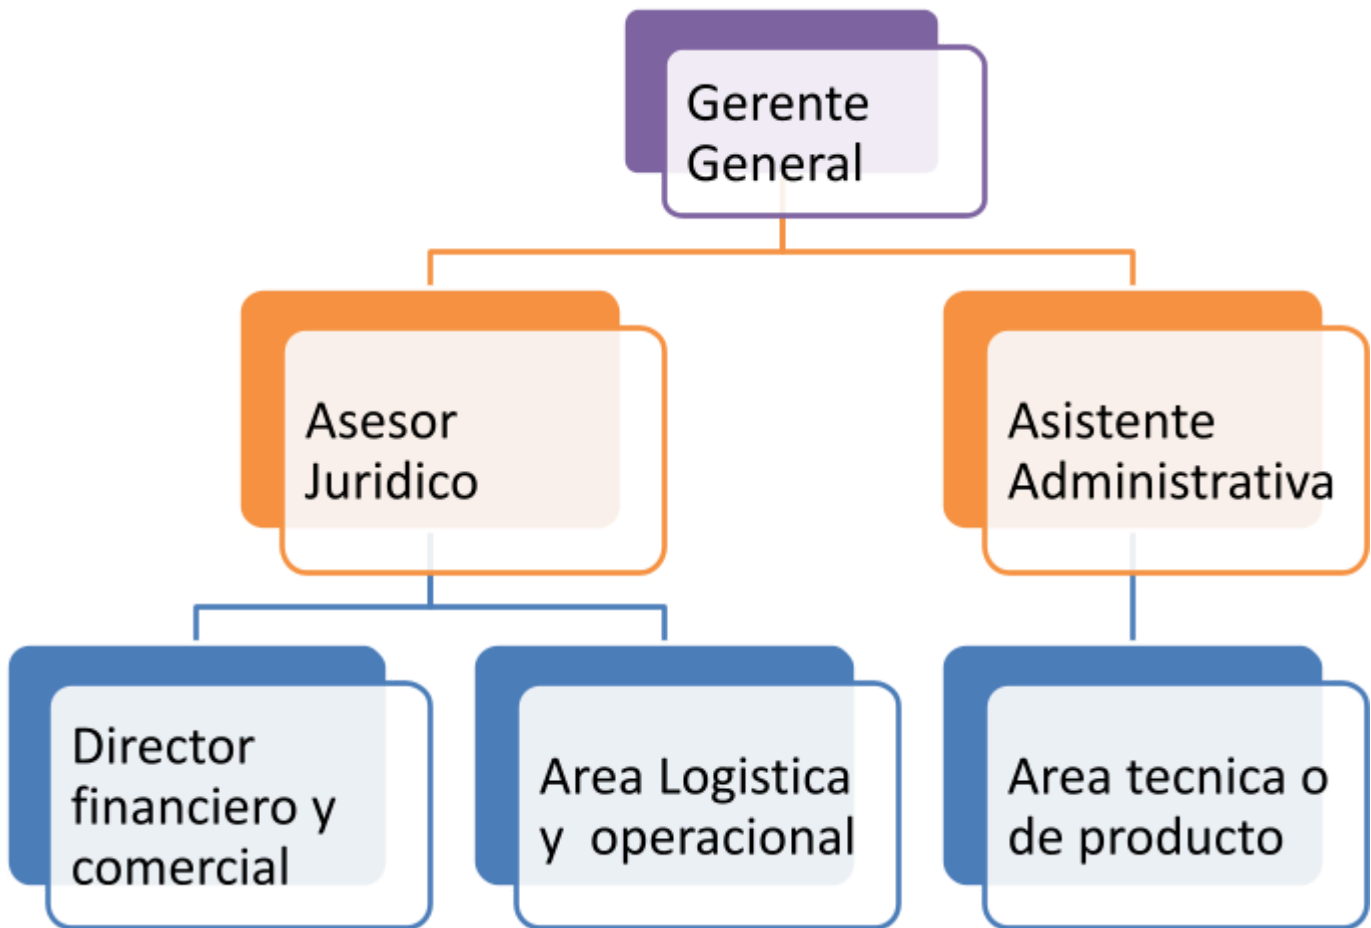 Gerente
General
Asesor
Juridico
Asistente
Administrativa
Director
financiero y
comercial
Area Logistica
y  operacional
Area tecnica o
de producto